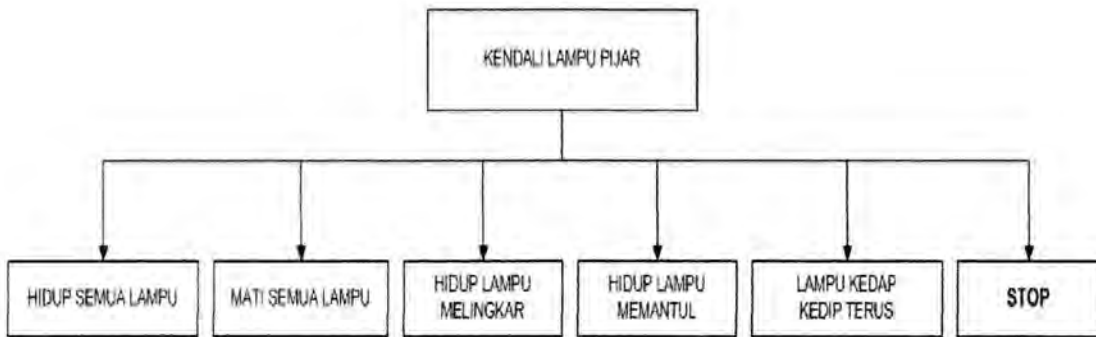 KENDALI LAMPU PIJAR
HIDUP SEMUA LAMPU
MATI SEMUA LAMPU
HIDUP LAMPU
MELINGKAR
HIDUP LAMPU
MEMANTUL
LAMPU KEDAP
KEDIP TERUS
STOP